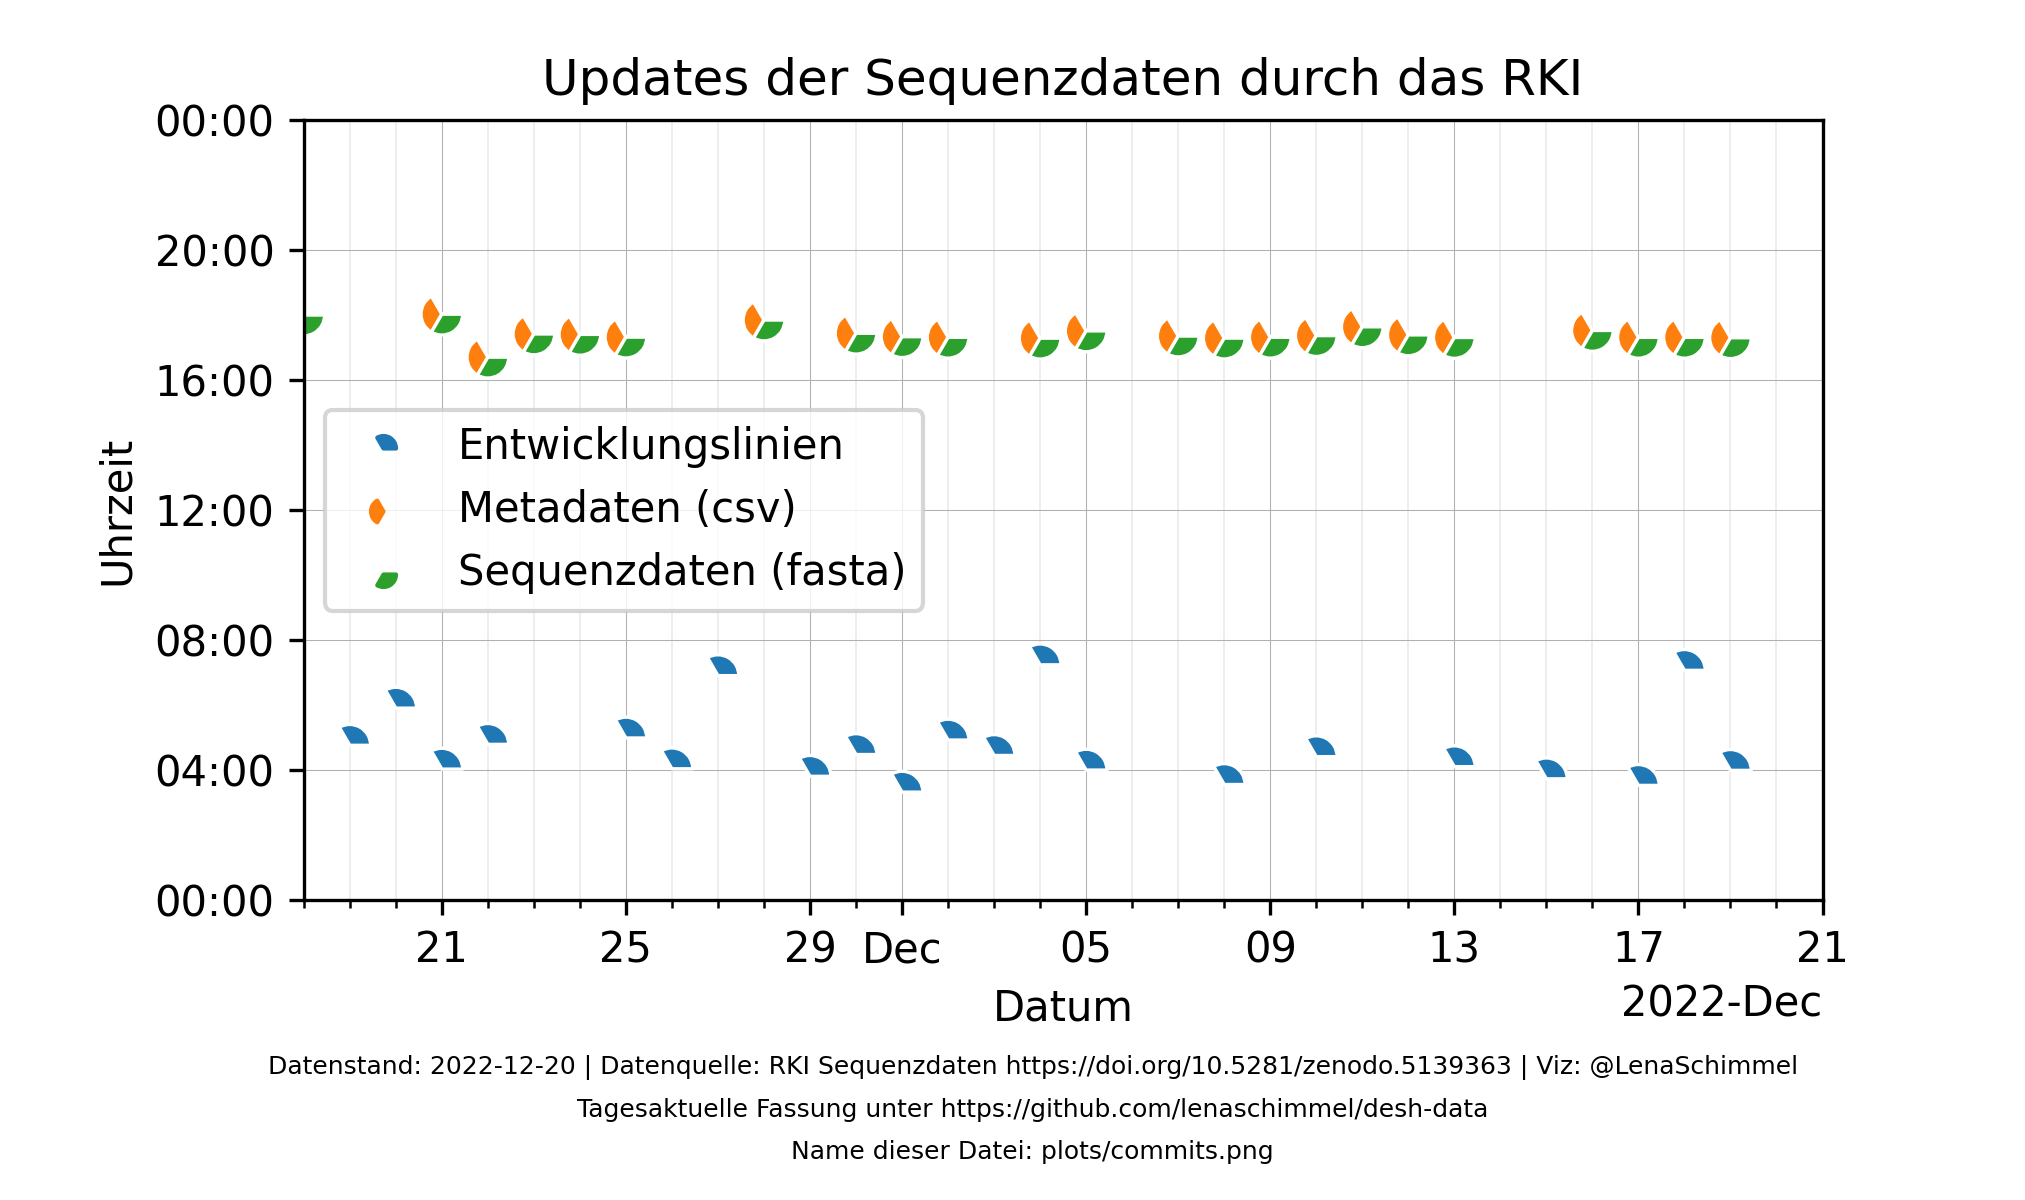 Updates der Sequenzdaten durch das RKI
00:00
20:00
16:00
12:00
08:00
04:00
00:00
Uhrzeit
Entwicklungslinien
Metadaten (csv)
Sequenzdaten (fasta)
21 25 29 Dec 05 09 13 17 21
Datum
2022-Dec
Datenstand: 2022-12-20 | Datenquelle: RKI Sequenzdaten https://doi.org/10.5281/zenodo.5139363 | Viz: @LenaSchimmel
Tagesaktuelle Fassung unter https://github.com/lenaschimmel/desh-data
Name dieser Datei: plots/commits.png